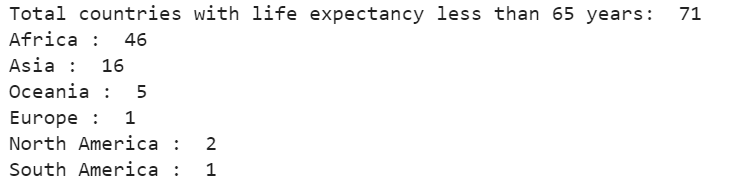 Total countries with life expectancy less than 65 years:  71
Africa :  46
Asia :  16
Oceania :  5
Europe :  1
North America :  2
South America :  1